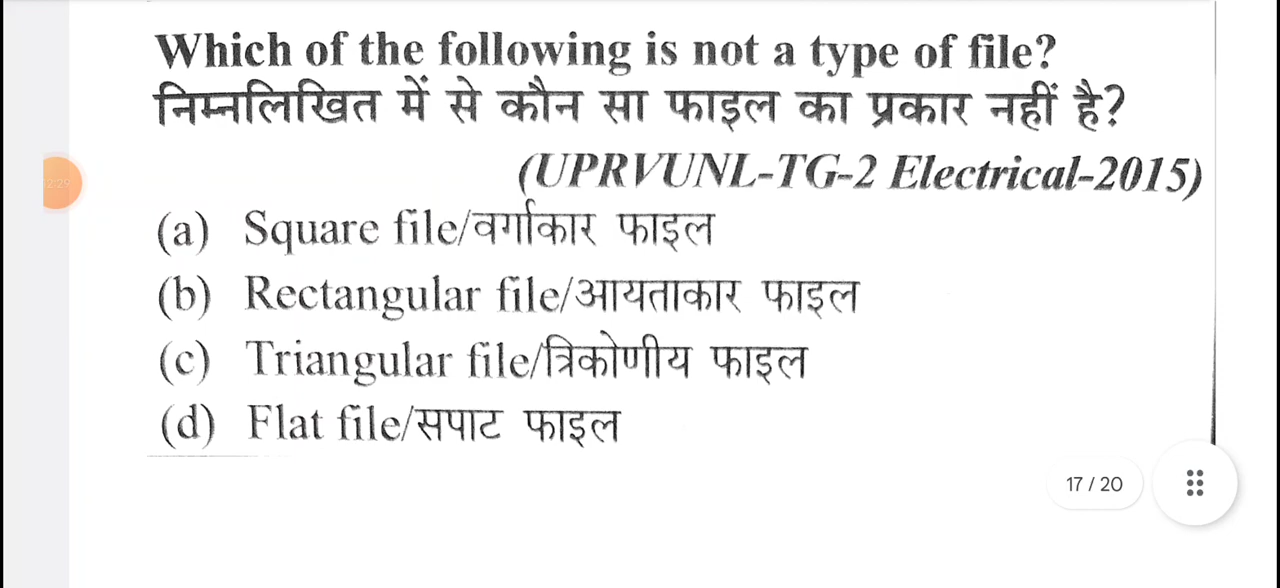 Which of the following is not a type of file?
निम्नलिखित में से कौन सा फाइल का प्रकार नहीं है?
(UPRVUNL-TG-2 Electrical-2015)
(a) Square file/वर्गाकार फाइल
(b) Rectangular file/आयताकार फाइल
(c) Triangular file/त्रिकोणीय फाइल
(d) Flat file/सपाट फाइल
17 / 20